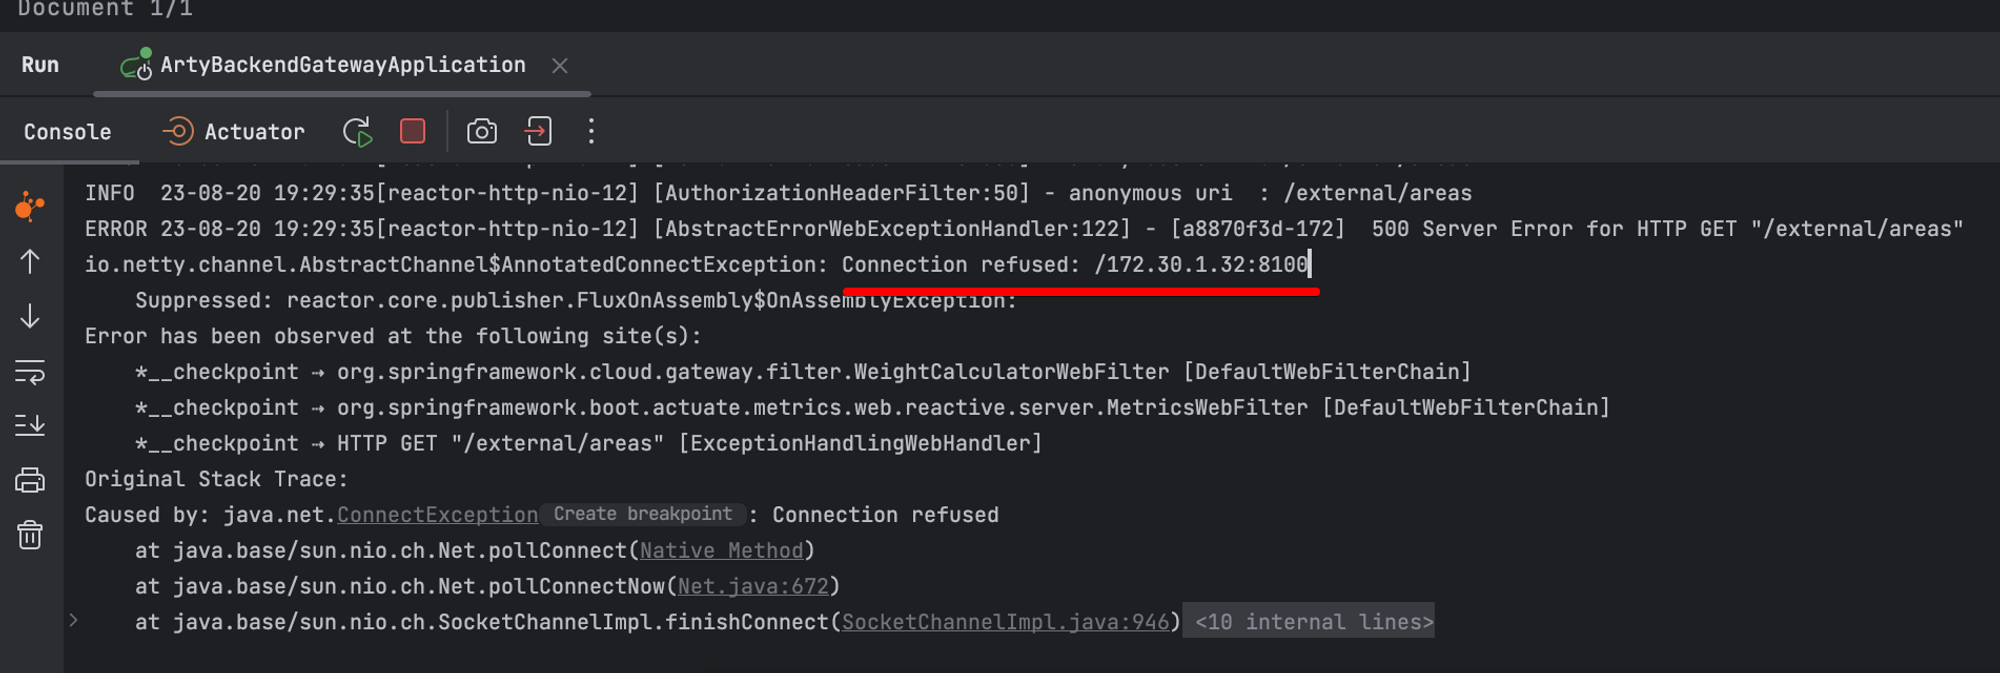 Document 1/1
Run ArtyBackendGatewayApplication
Console Actuator
INFO  23-08-20 19:29:35[reactor-http-nio-12] [AuthorizationHeaderFilter:50] - anonymous uri  : /external/areas
ERROR 23-08-20 19:29:35[reactor-http-nio-12] [AbstractErrorWebExceptionHandler:122] - [a8870f3d-172]  500 Server Error for HTTP GET "/external/areas"
io.netty.channel.AbstractChannel$AnnotatedConnectException: Connection refused: /172.30.1.32:8100
Suppressed: reactor.core.publisher.FluxOnAssembly$OnAssemblyException:
Error has been observed at the following site(s):
*__checkpoint ⇢ org.springframework.cloud.gateway.filter.WeightCalculatorWebFilter [DefaultWebFilterChain]
*__checkpoint ⇢ org.springframework.boot.actuate.metrics.web.reactive.server.MetricsWebFilter [DefaultWebFilterChain]
*__checkpoint ⇢ HTTP GET "/external/areas" [ExceptionHandlingWebHandler]
Original Stack Trace:
Caused by: java.net.ConnectException Create breakpoint : Connection refused
at java.base/sun.nio.ch.Net.pollConnect(Native Method)
at java.base/sun.nio.ch.Net.pollConnectNow(Net.java:672)
at java.base/sun.nio.ch.SocketChannelImpl.finishConnect(SocketChannelImpl.java:946) <10 internal lines>